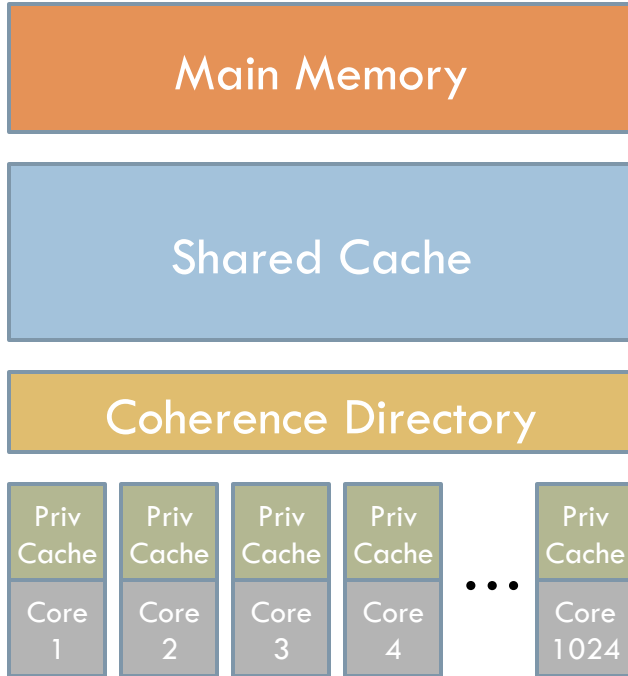 Main Memory
Shared Cache
Coherence Directory
Priv
Cache
Priv
Cache
Priv
Cache
Priv
Cache
...
Priv
Cache
Core
1
Core
2
Core
3
Core
4
Core
1024